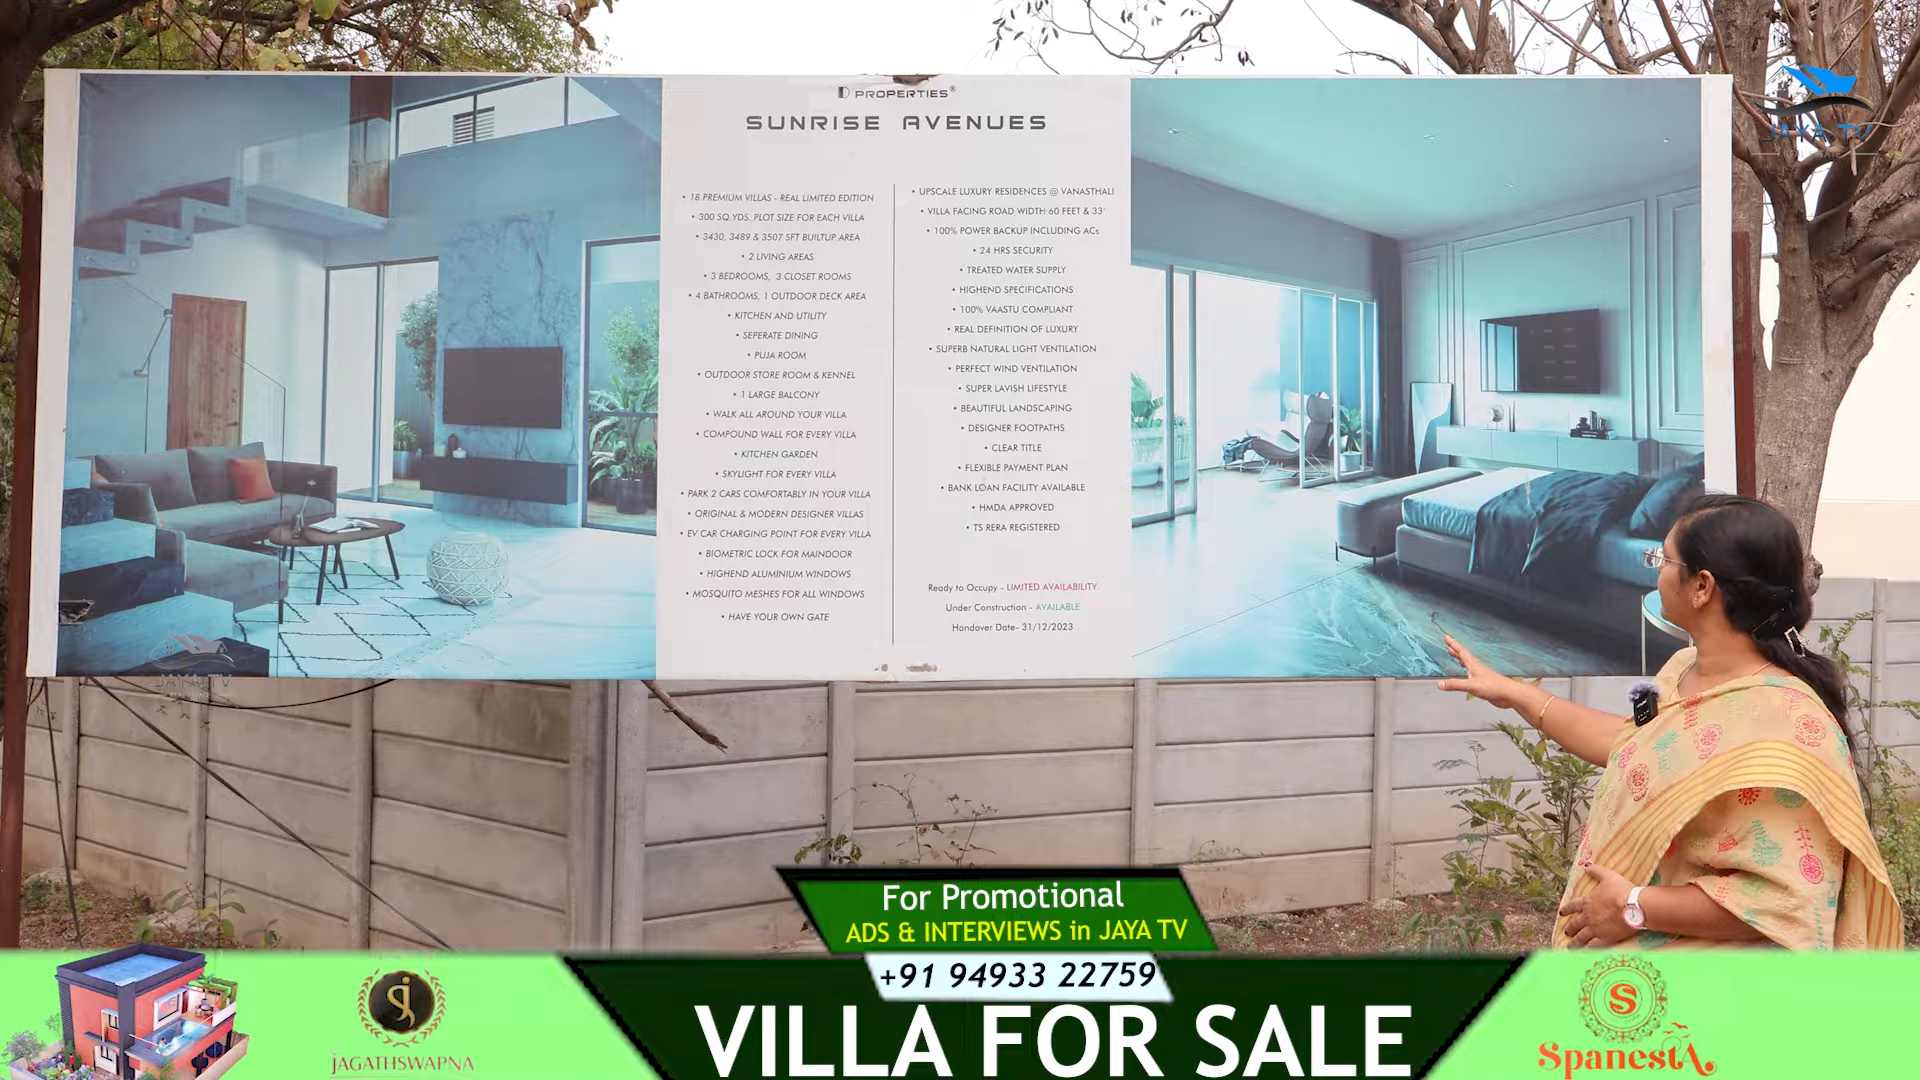 D PROPERTIES®
SUNRISE AVENUES
• 18 PREMIUM VILLAS - REAL LIMITED EDITION
• 300 SQ.YDS. PLOT SIZE FOR EACH VILLA
• 3430, 3489 & 3507 SFT BUILTUP AREA
• 2 LIVING AREAS
• 3 BEDROOMS, 3 CLOSET ROOMS
• 4 BATHROOMS, 1 OUTDOOR DECK AREA
• KITCHEN AND UTILITY
• SEPERATE DINING
• PUJA ROOM
• OUTDOOR STORE ROOM & KENNEL
• 1 LARGE BALCONY
• WALK ALL AROUND YOUR VILLA
• COMPOUND WALL FOR EVERY VILLA
• KITCHEN GARDEN
• SKYLIGHT FOR EVERY VILLA
• PARK 2 CARS COMFORTABLY IN YOUR VILLA
• ORIGINAL & MODERN DESIGNER VILLAS
• EV CAR CHARGING POINT FOR EVERY VILLA
• BIOMETRIC LOCK FOR MAINDOOR
• HIGHEND ALUMINIUM WINDOWS
• MOSQUITO MESHES FOR ALL WINDOWS
• HAVE YOUR OWN GATE
• UPSCALE LUXURY RESIDENCES @ VANASTHALI
• VILLA FACING ROAD WIDTH 60 FEET & 33'
• 100% POWER BACKUP INCLUDING ACs
• 24 HRS SECURITY
• TREATED WATER SUPPLY
• HIGHEND SPECIFICATIONS
• 100% VAASTU COMPLIANT
• REAL DEFINITION OF LUXURY
• SUPERB NATURAL LIGHT VENTILATION
• PERFECT WIND VENTILATION
• SUPER LAVISH LIFESTYLE
• BEAUTIFUL LANDSCAPING
• DESIGNER FOOTPATHS
• CLEAR TITLE
• FLEXIBLE PAYMENT PLAN
• BANK LOAN FACILITY AVAILABLE
• HMDA APPROVED
• TS RERA REGISTERED
Ready to Occupy - LIMITED AVAILABILITY
Under Construction - AVAILABLE
Handover Date- 31/12/2023
JAYA TV
JAYA TV
For Promotional
ADS & INTERVIEWS in JAYA TV
+91 94933 22759
VILLA FOR SALE
JAGATHSWAPNA
S
SpanestA